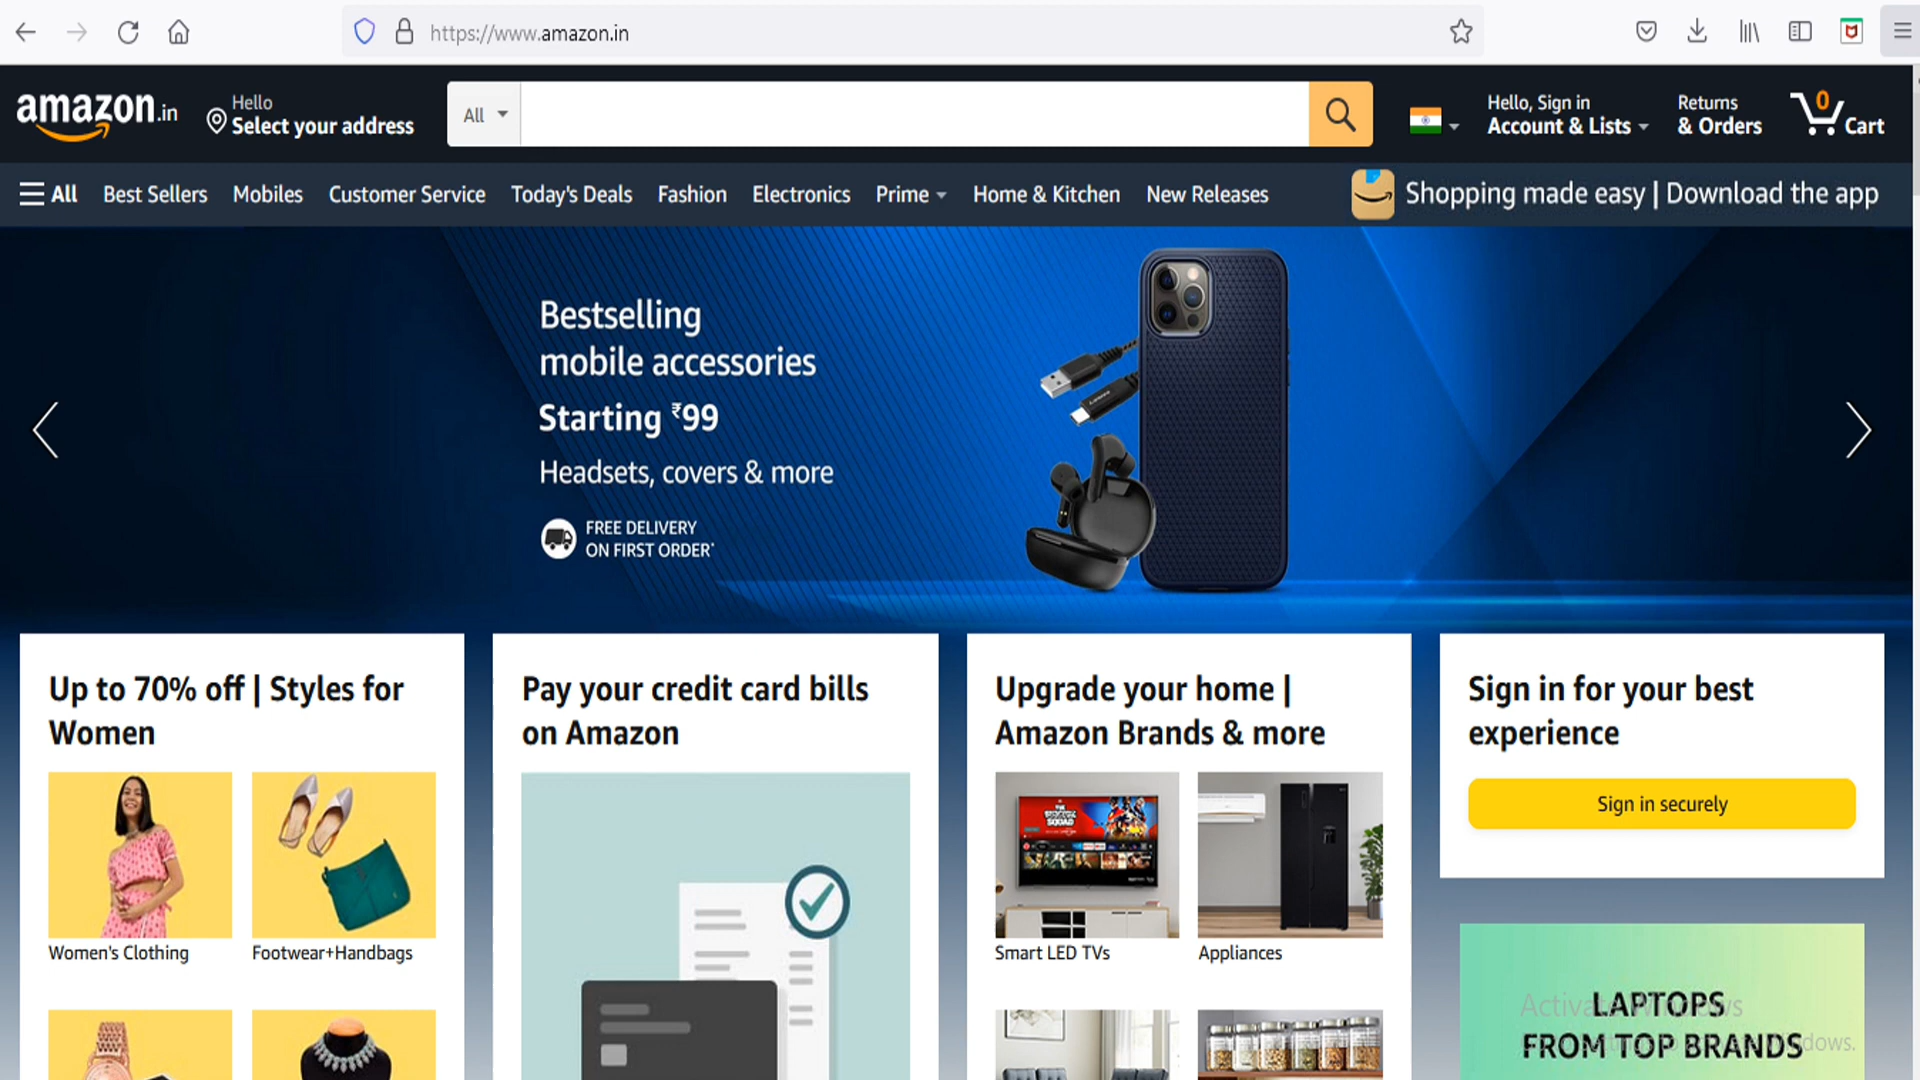 https://www.amazon.in
amazon.in
Hello
Select your address
All
Hello, Sign in
Account & Lists
Returns
& Orders
0
Cart
All
Best Sellers
Mobiles
Customer Service
Today's Deals
Fashion
Electronics
Prime
Home & Kitchen
New Releases
Shopping made easy | Download the app
Bestselling
mobile accessories
Starting ₹99
Headsets, covers & more
FREE DELIVERY
ON FIRST ORDER*
Up to 70% off | Styles for
Women
Women's Clothing
Footwear+Handbags
Pay your credit card bills
on Amazon
Upgrade your home |
Amazon Brands & more
Smart LED TVs
Appliances
Sign in for your best
experience
Sign in securely
LAPTOPS
FROM TOP BRANDS
Activate Windows